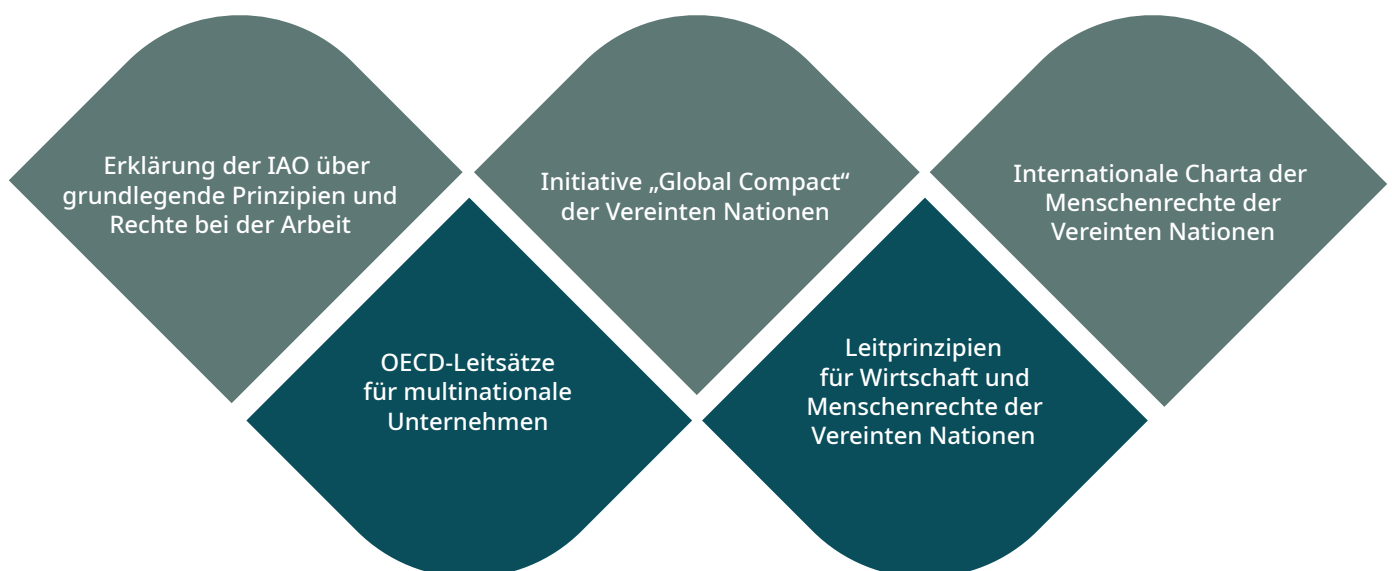 Erklärung der IAO über
grundlegende Prinzipien und
Rechte bei der Arbeit
Initiative „Global Compact“
der Vereinten Nationen
Internationale Charta der
Menschenrechte der
Vereinten Nationen
OECD-Leitsätze
für multinationale
Unternehmen
Leitprinzipien
für Wirtschaft und
Menschenrechte der
Vereinten Nationen